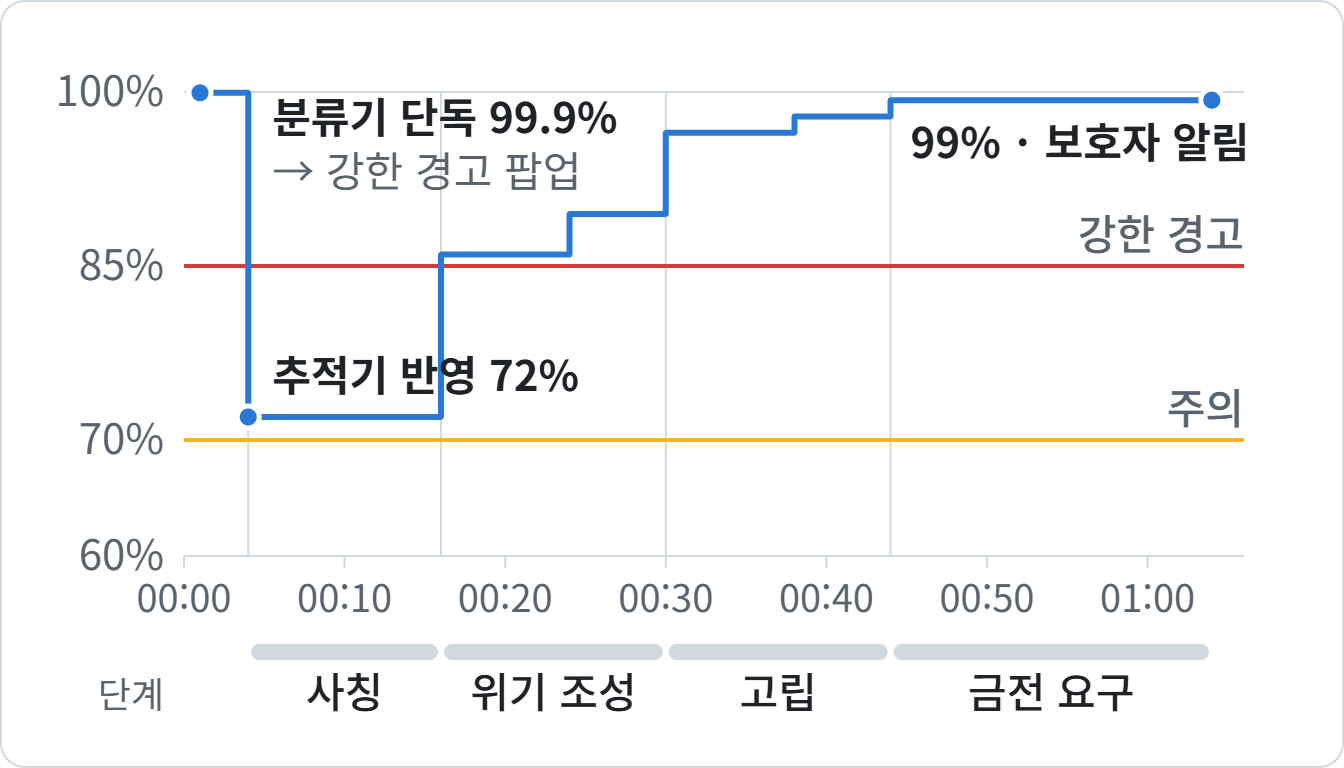 100%
분류기 단독 99.9%
→ 강한 경고 팝업
99% · 보호자 알림
강한 경고
85%
추적기 반영 72%
주의
70%
60%
00:00 00:10 00:20 00:30 00:40 00:50 01:00
단계 사칭 위기 조성 고립 금전 요구